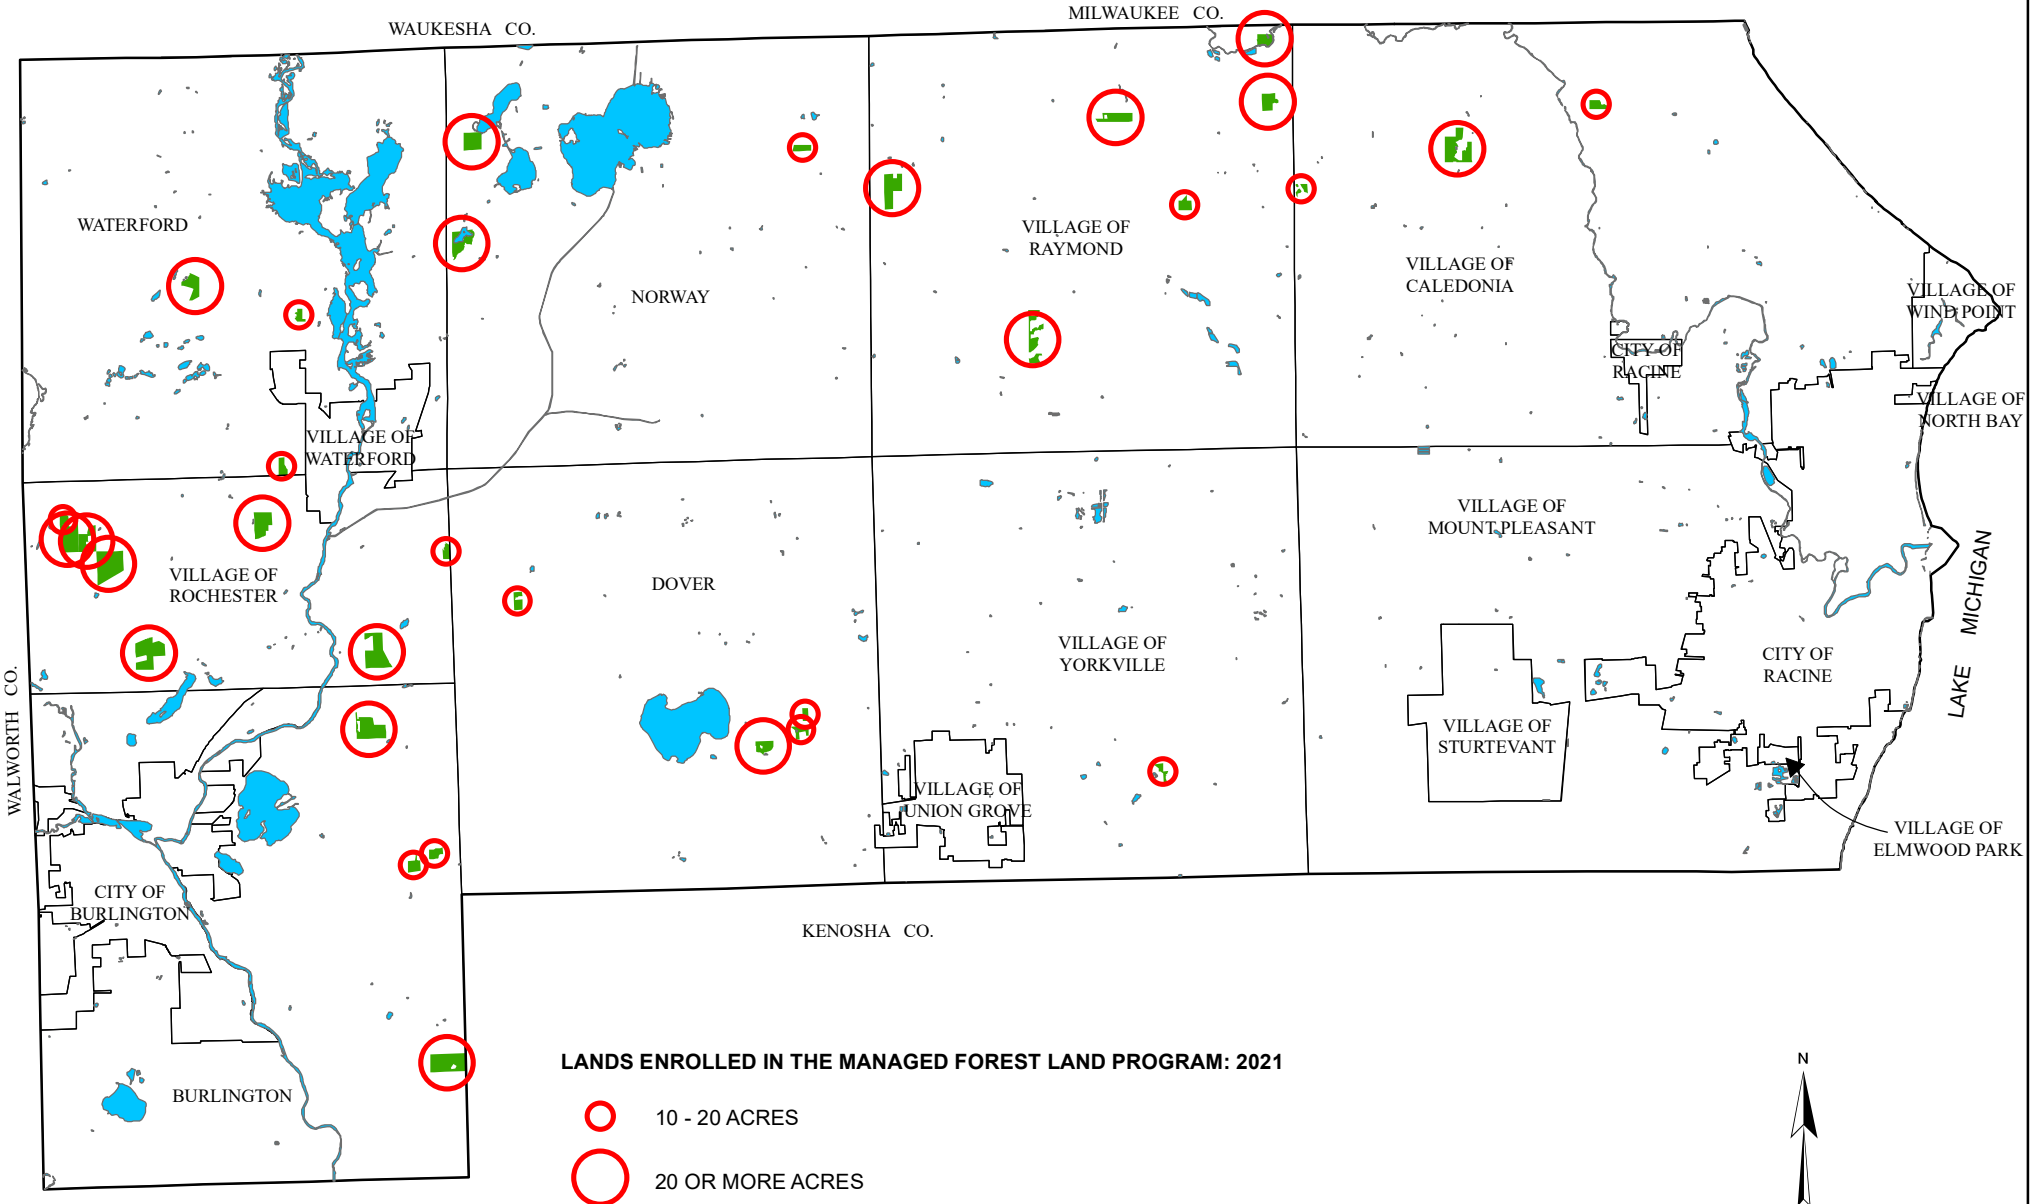 WAUKESHA CO.
MILWAUKEE CO.
WATERFORD
VILLAGE OF
RAYMOND
NORWAY
VILLAGE OF
CALEDONIA
VILLAGE OF
WIND POINT
CITY OF
RACINE
VILLAGE OF
NORTH BAY
VILLAGE OF
WATERFORD
VILLAGE OF
MOUNT PLEASANT
VILLAGE OF
ROCHESTER
DOVER
VILLAGE OF
YORKVILLE
CITY OF
RACINE
LAKE MICHIGAN
WALWORTH CO.
VILLAGE OF
STURTEVANT
VILLAGE OF
UNION GROVE
VILLAGE OF
ELMWOOD PARK
CITY OF
BURLINGTON
KENOSHA CO.
BURLINGTON
LANDS ENROLLED IN THE MANAGED FOREST LAND PROGRAM: 2021
10 - 20 ACRES
20 OR MORE ACRES
N